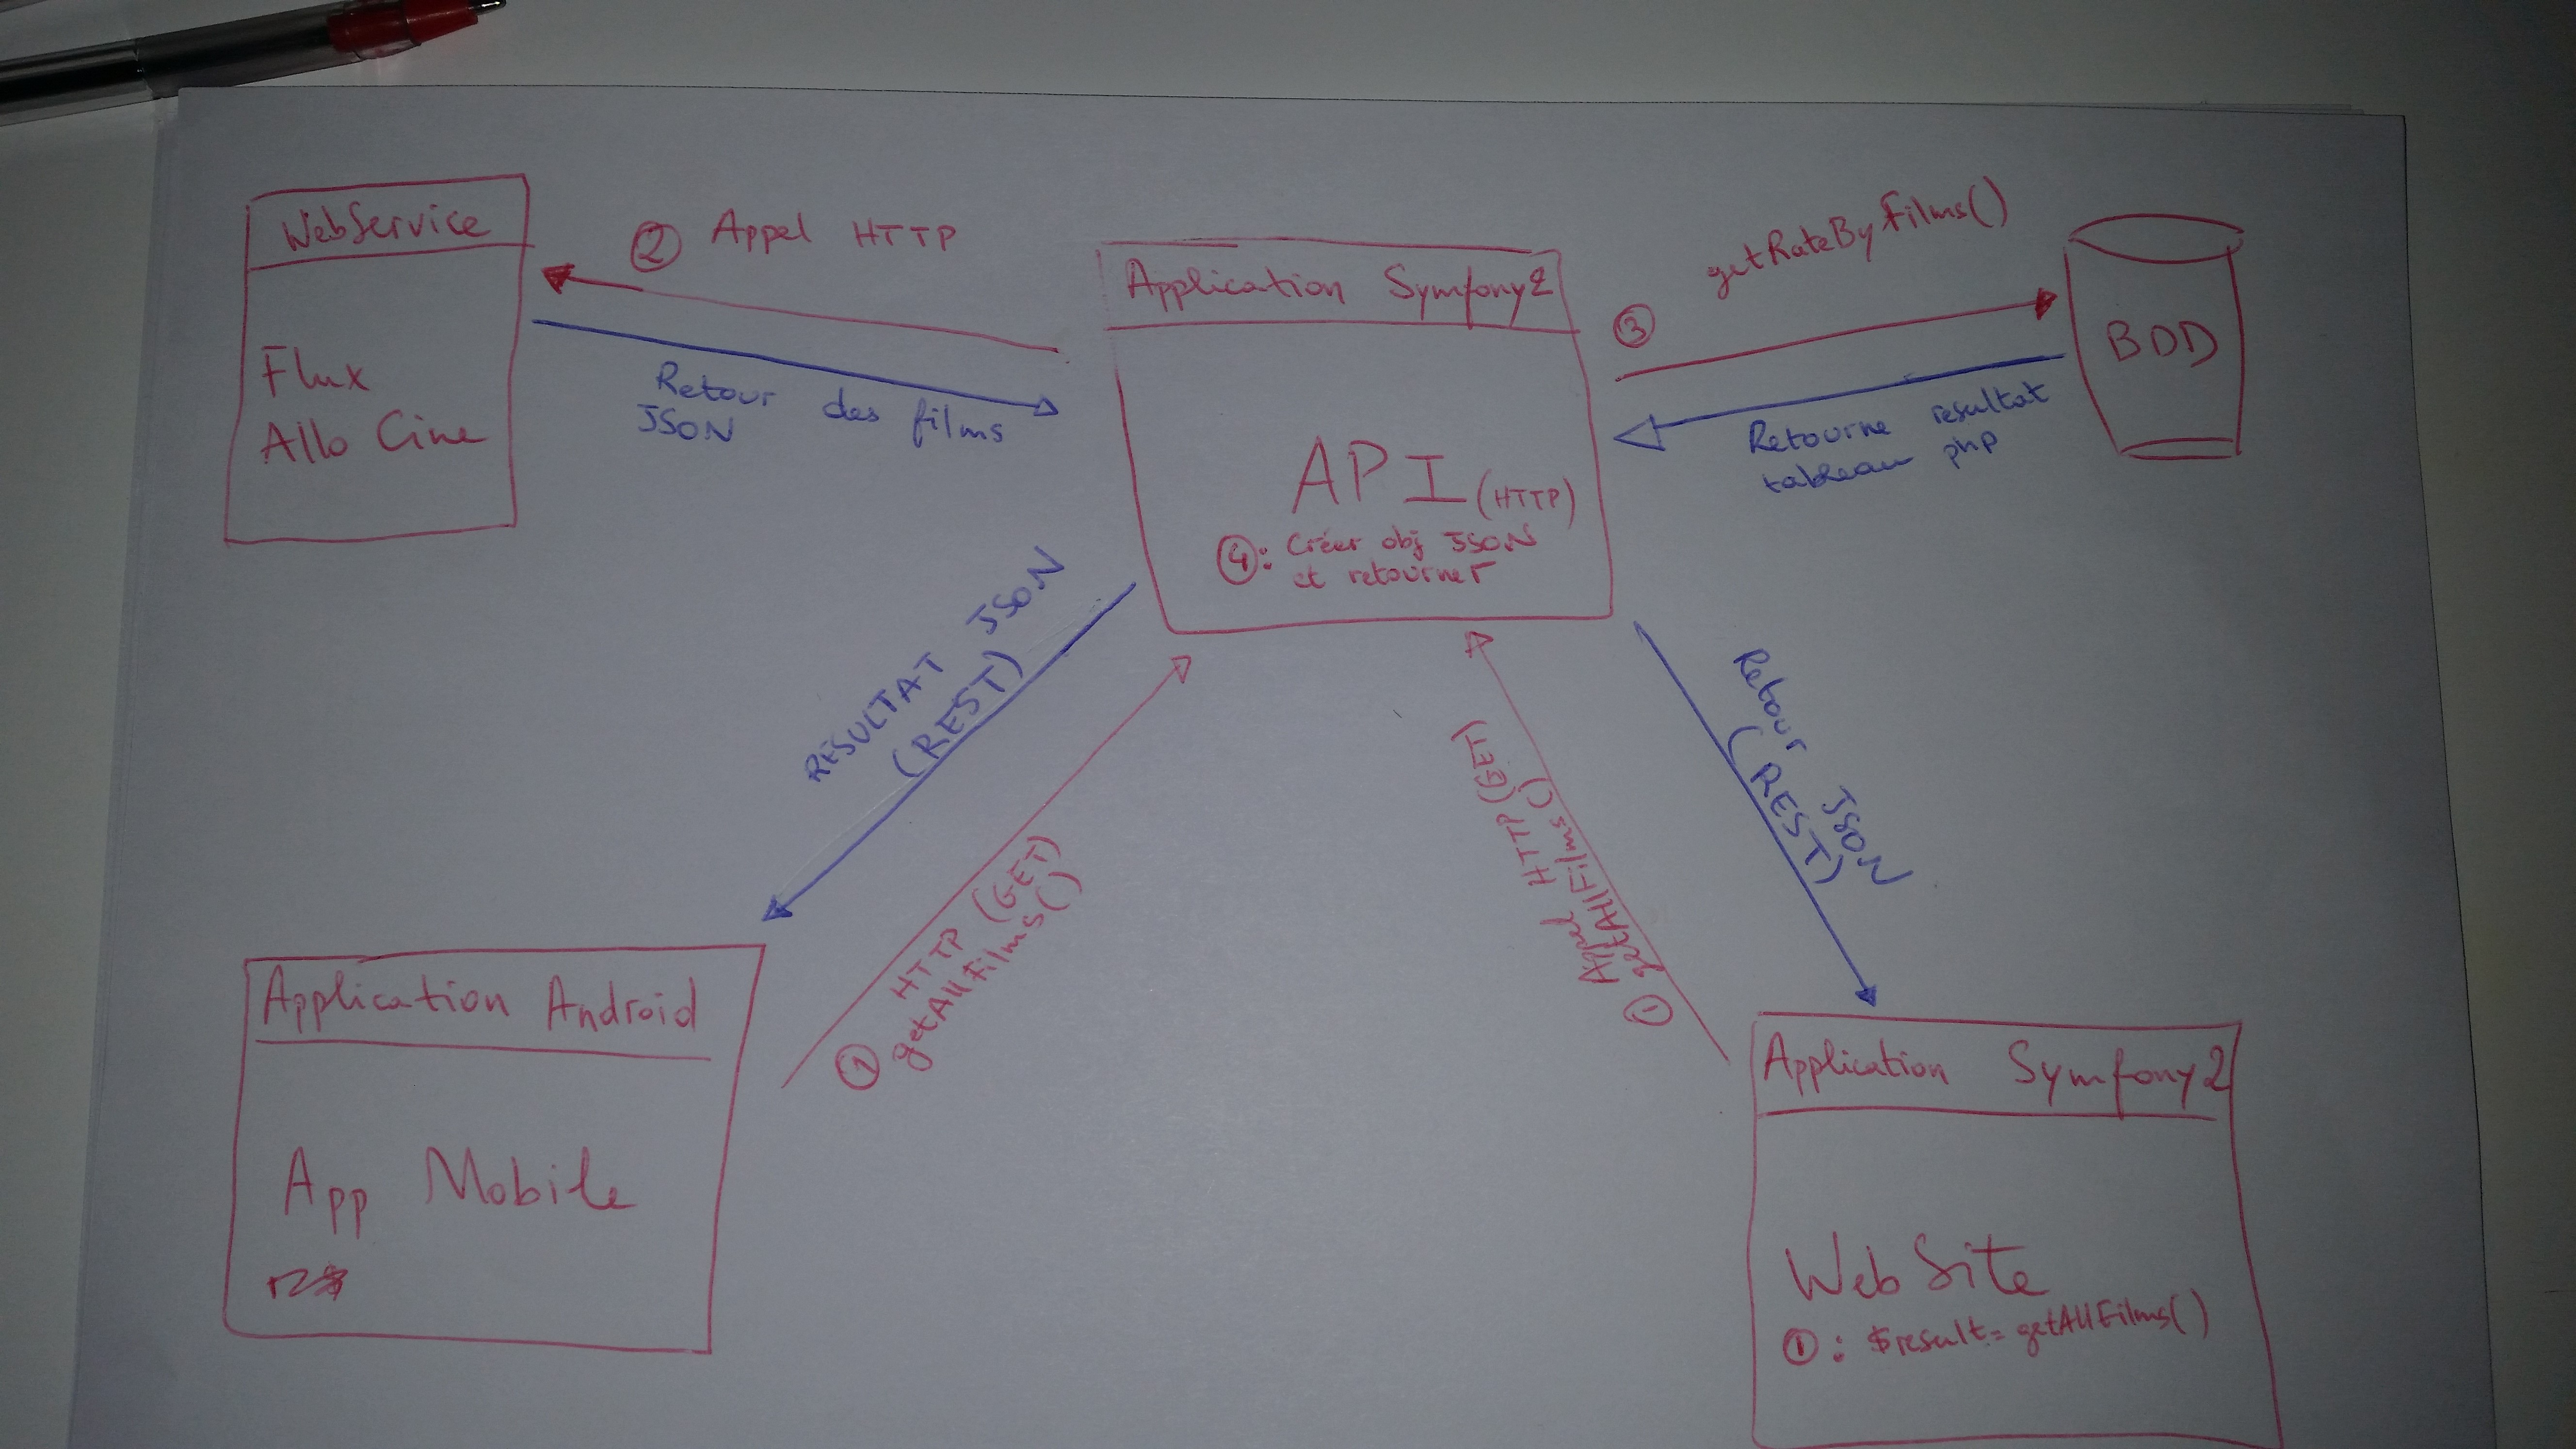 WebService
Flux
Allo Cine
② Appel HTTP
Retour des films
JSON
Application Symfony2
API (HTTP)
④: Créer obj JSON
et retourner
getRateByFilms()
③
BDD
Retourne resultat
tableau php
RESULTAT JSON
(REST)
HTTP (GET)
① getAllFilms()
Appel HTTP (GET)
① getAllFilms()
Retour JSON
(REST)
Application Android
App Mobile
Application Symfony2
Web Site
①: $result= getAllFilms()